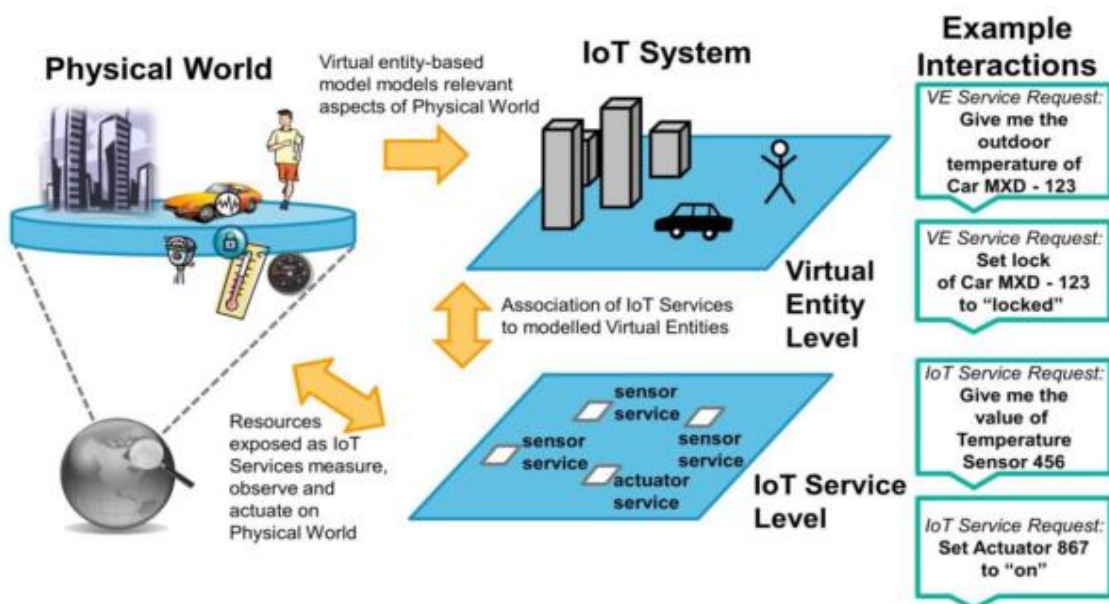 Physical World
Virtual entity-based
model models relevant
aspects of Physical World
IoT System
Virtual
Entity
Level
Association of IoT Services
to modelled Virtual Entities
Resources
exposed as IoT
Services measure,
observe and
actuate on
Physical World
sensor
service
sensor
service
sensor
service
actuator
service
IoT Service
Level
Example
Interactions
VE Service Request:
Give me the
outdoor
temperature of
Car MXD - 123
VE Service Request:
Set lock
of Car MXD - 123
to “locked”
IoT Service Request:
Give me the
value of
Temperature
Sensor 456
IoT Service Request:
Set Actuator 867
to “on”